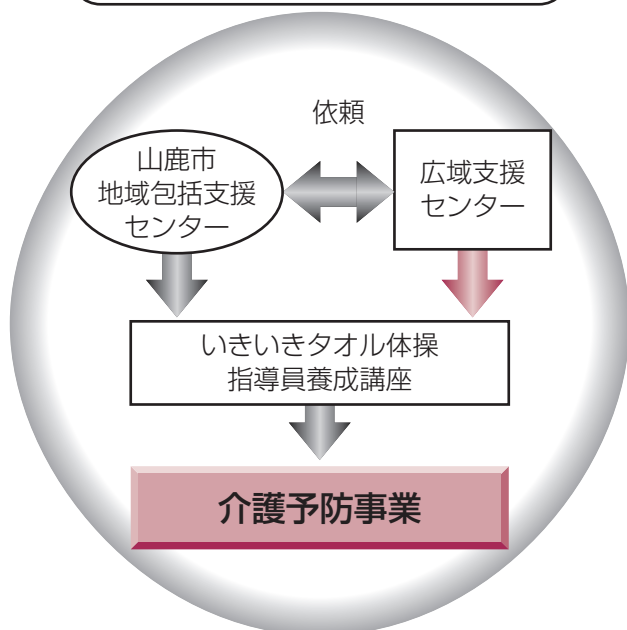 依頼
山鹿市
地域包括支援
センター
広域支援
センター
いきいきタオル体操
指導員養成講座
介護予防事業